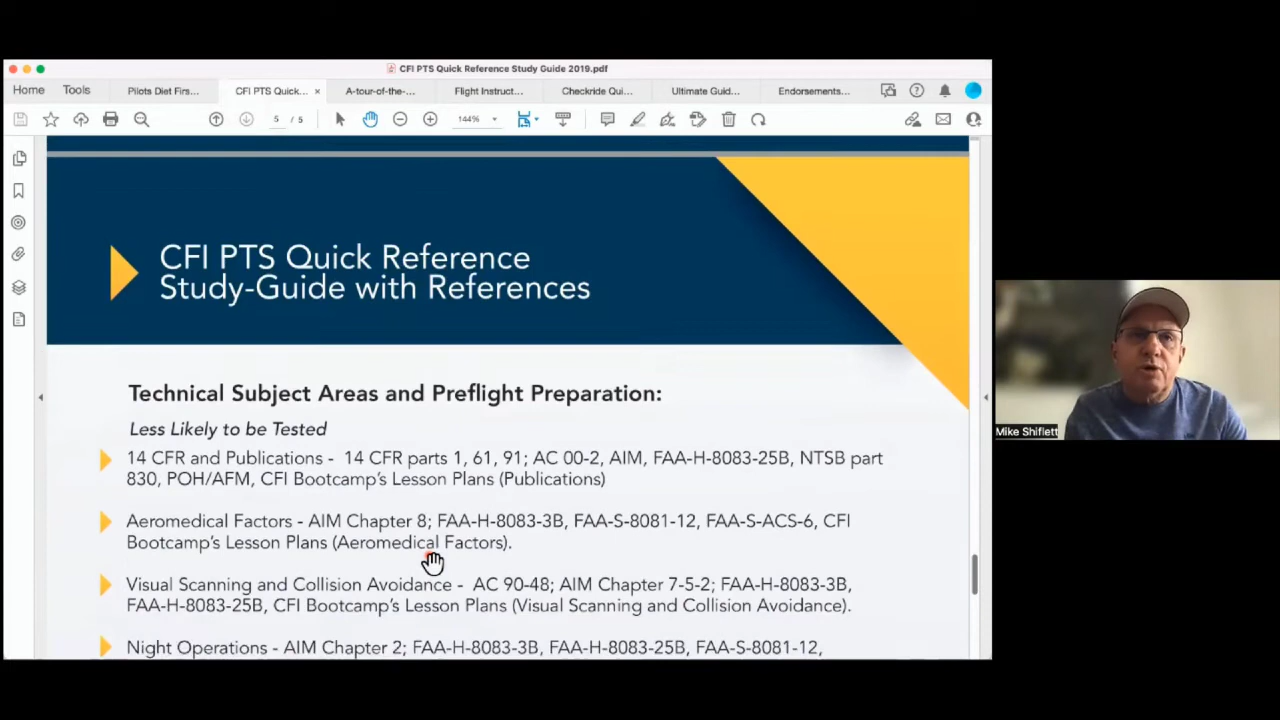 CFI PTS Quick Reference Study Guide 2019.pdf
Home
Tools
Pilots Diet Firs...
CFI PTS Quick...
A-tour-of-the-...
Flight Instruct...
Checkride Qui...
Ultimate Guid...
Endorsements...
5 / 5
144%
CFI PTS Quick Reference
Study-Guide with References
Technical Subject Areas and Preflight Preparation:
Less Likely to be Tested
14 CFR and Publications - 14 CFR parts 1, 61, 91; AC 00-2, AIM, FAA-H-8083-25B, NTSB part
830, POH/AFM, CFI Bootcamp's Lesson Plans (Publications)
Aeromedical Factors - AIM Chapter 8; FAA-H-8083-3B, FAA-S-8081-12, FAA-S-ACS-6, CFI
Bootcamp's Lesson Plans (Aeromedical Factors).
Visual Scanning and Collision Avoidance - AC 90-48; AIM Chapter 7-5-2; FAA-H-8083-3B,
FAA-H-8083-25B, CFI Bootcamp's Lesson Plans (Visual Scanning and Collision Avoidance).
Night Operations - AIM Chapter 2; FAA-H-8083-3B, FAA-H-8083-25B, FAA-S-8081-12,
Mike Shiflett